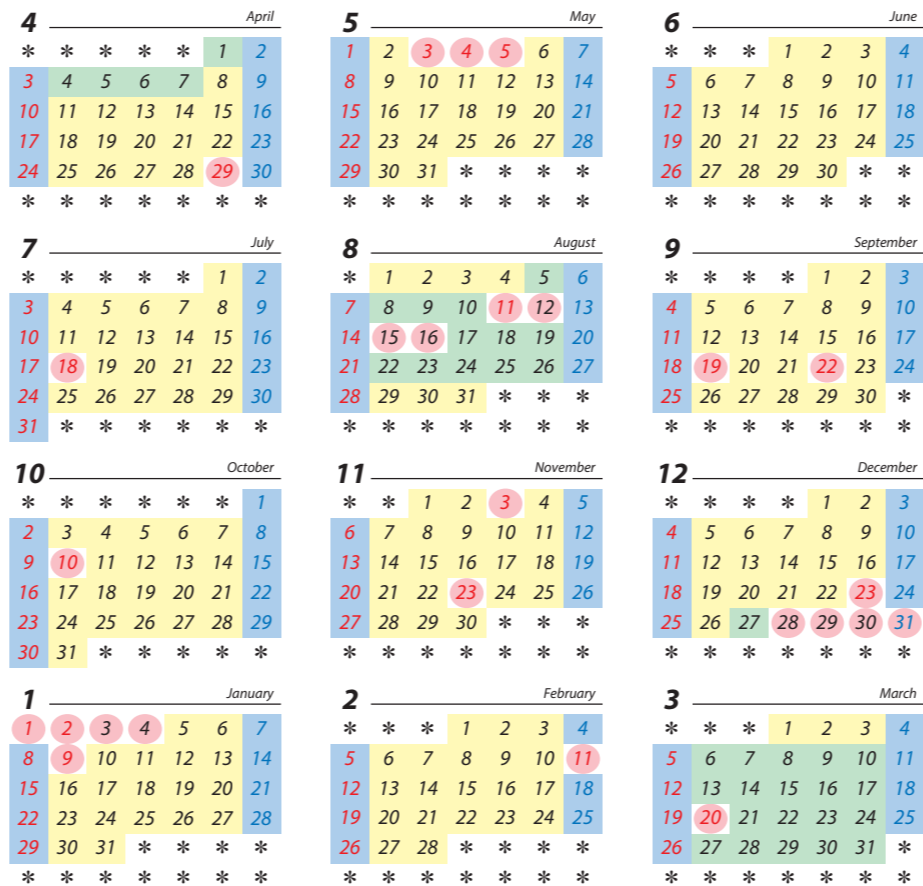 4 April
* * * * * 1 2
3 4 5 6 7 8 9
10 11 12 13 14 15 16
17 18 19 20 21 22 23
24 25 26 27 28 29 30
* * * * * * *
5 May
1 2 3 4 5 6 7
8 9 10 11 12 13 14
15 16 17 18 19 20 21
22 23 24 25 26 27 28
29 30 31 * * * *
* * * * * * *
6 June
* * * 1 2 3 4
5 6 7 8 9 10 11
12 13 14 15 16 17 18
19 20 21 22 23 24 25
26 27 28 29 30 * *
* * * * * * *
7 July
* * * * * 1 2
3 4 5 6 7 8 9
10 11 12 13 14 15 16
17 18 19 20 21 22 23
24 25 26 27 28 29 30
31 * * * * * *
8 August
* 1 2 3 4 5 6
7 8 9 10 11 12 13
14 15 16 17 18 19 20
21 22 23 24 25 26 27
28 29 30 31 * * *
* * * * * * *
9 September
* * * * 1 2 3
4 5 6 7 8 9 10
11 12 13 14 15 16 17
18 19 20 21 22 23 24
25 26 27 28 29 30 *
* * * * * * *
10 October
* * * * * * 1
2 3 4 5 6 7 8
9 10 11 12 13 14 15
16 17 18 19 20 21 22
23 24 25 26 27 28 29
30 31 * * * * *
11 November
* * 1 2 3 4 5
6 7 8 9 10 11 12
13 14 15 16 17 18 19
20 21 22 23 24 25 26
27 28 29 30 * * *
* * * * * * *
12 December
* * * * 1 2 3
4 5 6 7 8 9 10
11 12 13 14 15 16 17
18 19 20 21 22 23 24
25 26 27 28 29 30 31
* * * * * * *
1 January
1 2 3 4 5 6 7
8 9 10 11 12 13 14
15 16 17 18 19 20 21
22 23 24 25 26 27 28
29 30 31 * * * *
* * * * * * *
2 February
* * * 1 2 3 4
5 6 7 8 9 10 11
12 13 14 15 16 17 18
19 20 21 22 23 24 25
26 27 28 * * * *
* * * * * * *
3 March
* * * 1 2 3 4
5 6 7 8 9 10 11
12 13 14 15 16 17 18
19 20 21 22 23 24 25
26 27 28 29 30 31 *
* * * * * * *